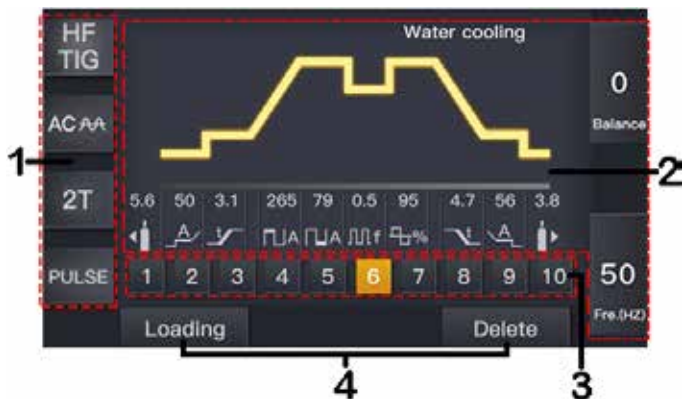 HF
TIG
Water cooling
0
Balance
AC
1
2
2T
5.6 50 3.1 265 79 0.5 95 4.7 56 3.8
A t A A f % t A
PULSE
1 2 3 4 5 6 7 8 9 10
50
Fre.(HZ)
Loading
Delete
4
3